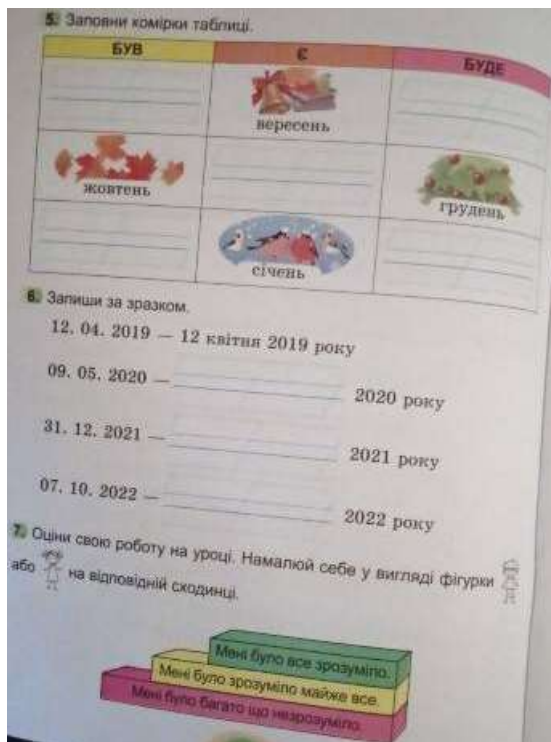 5. Заповни комірки таблиці.
БУВ Є БУДЕ
вересень
жовтень
грудень
січень
6. Запиши за зразком.
12. 04. 2019 — 12 квітня 2019 року
09. 05. 2020 — 2020 року
31. 12. 2021 — 2021 року
07. 10. 2022 — 2022 року
7. Оціни свою роботу на уроці. Намалюй себе у вигляді фігурки
або на відповідній сходинці.
Мені було все зрозуміло.
Мені було зрозуміло майже все.
Мені було багато що незрозуміло.